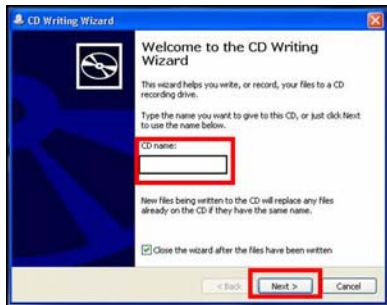 CD Writing Wizard
Welcome to the CD Writing
Wizard
This wizard helps you write, or record, your files to a CD
recording drive.
Type the name you want to give to this CD, or just click Next
to use the name below.
CD name:
New files being written to the CD will replace any files
already on the CD if they have the same name.
Close the wizard after the files have been written
< Back
Next >
Cancel